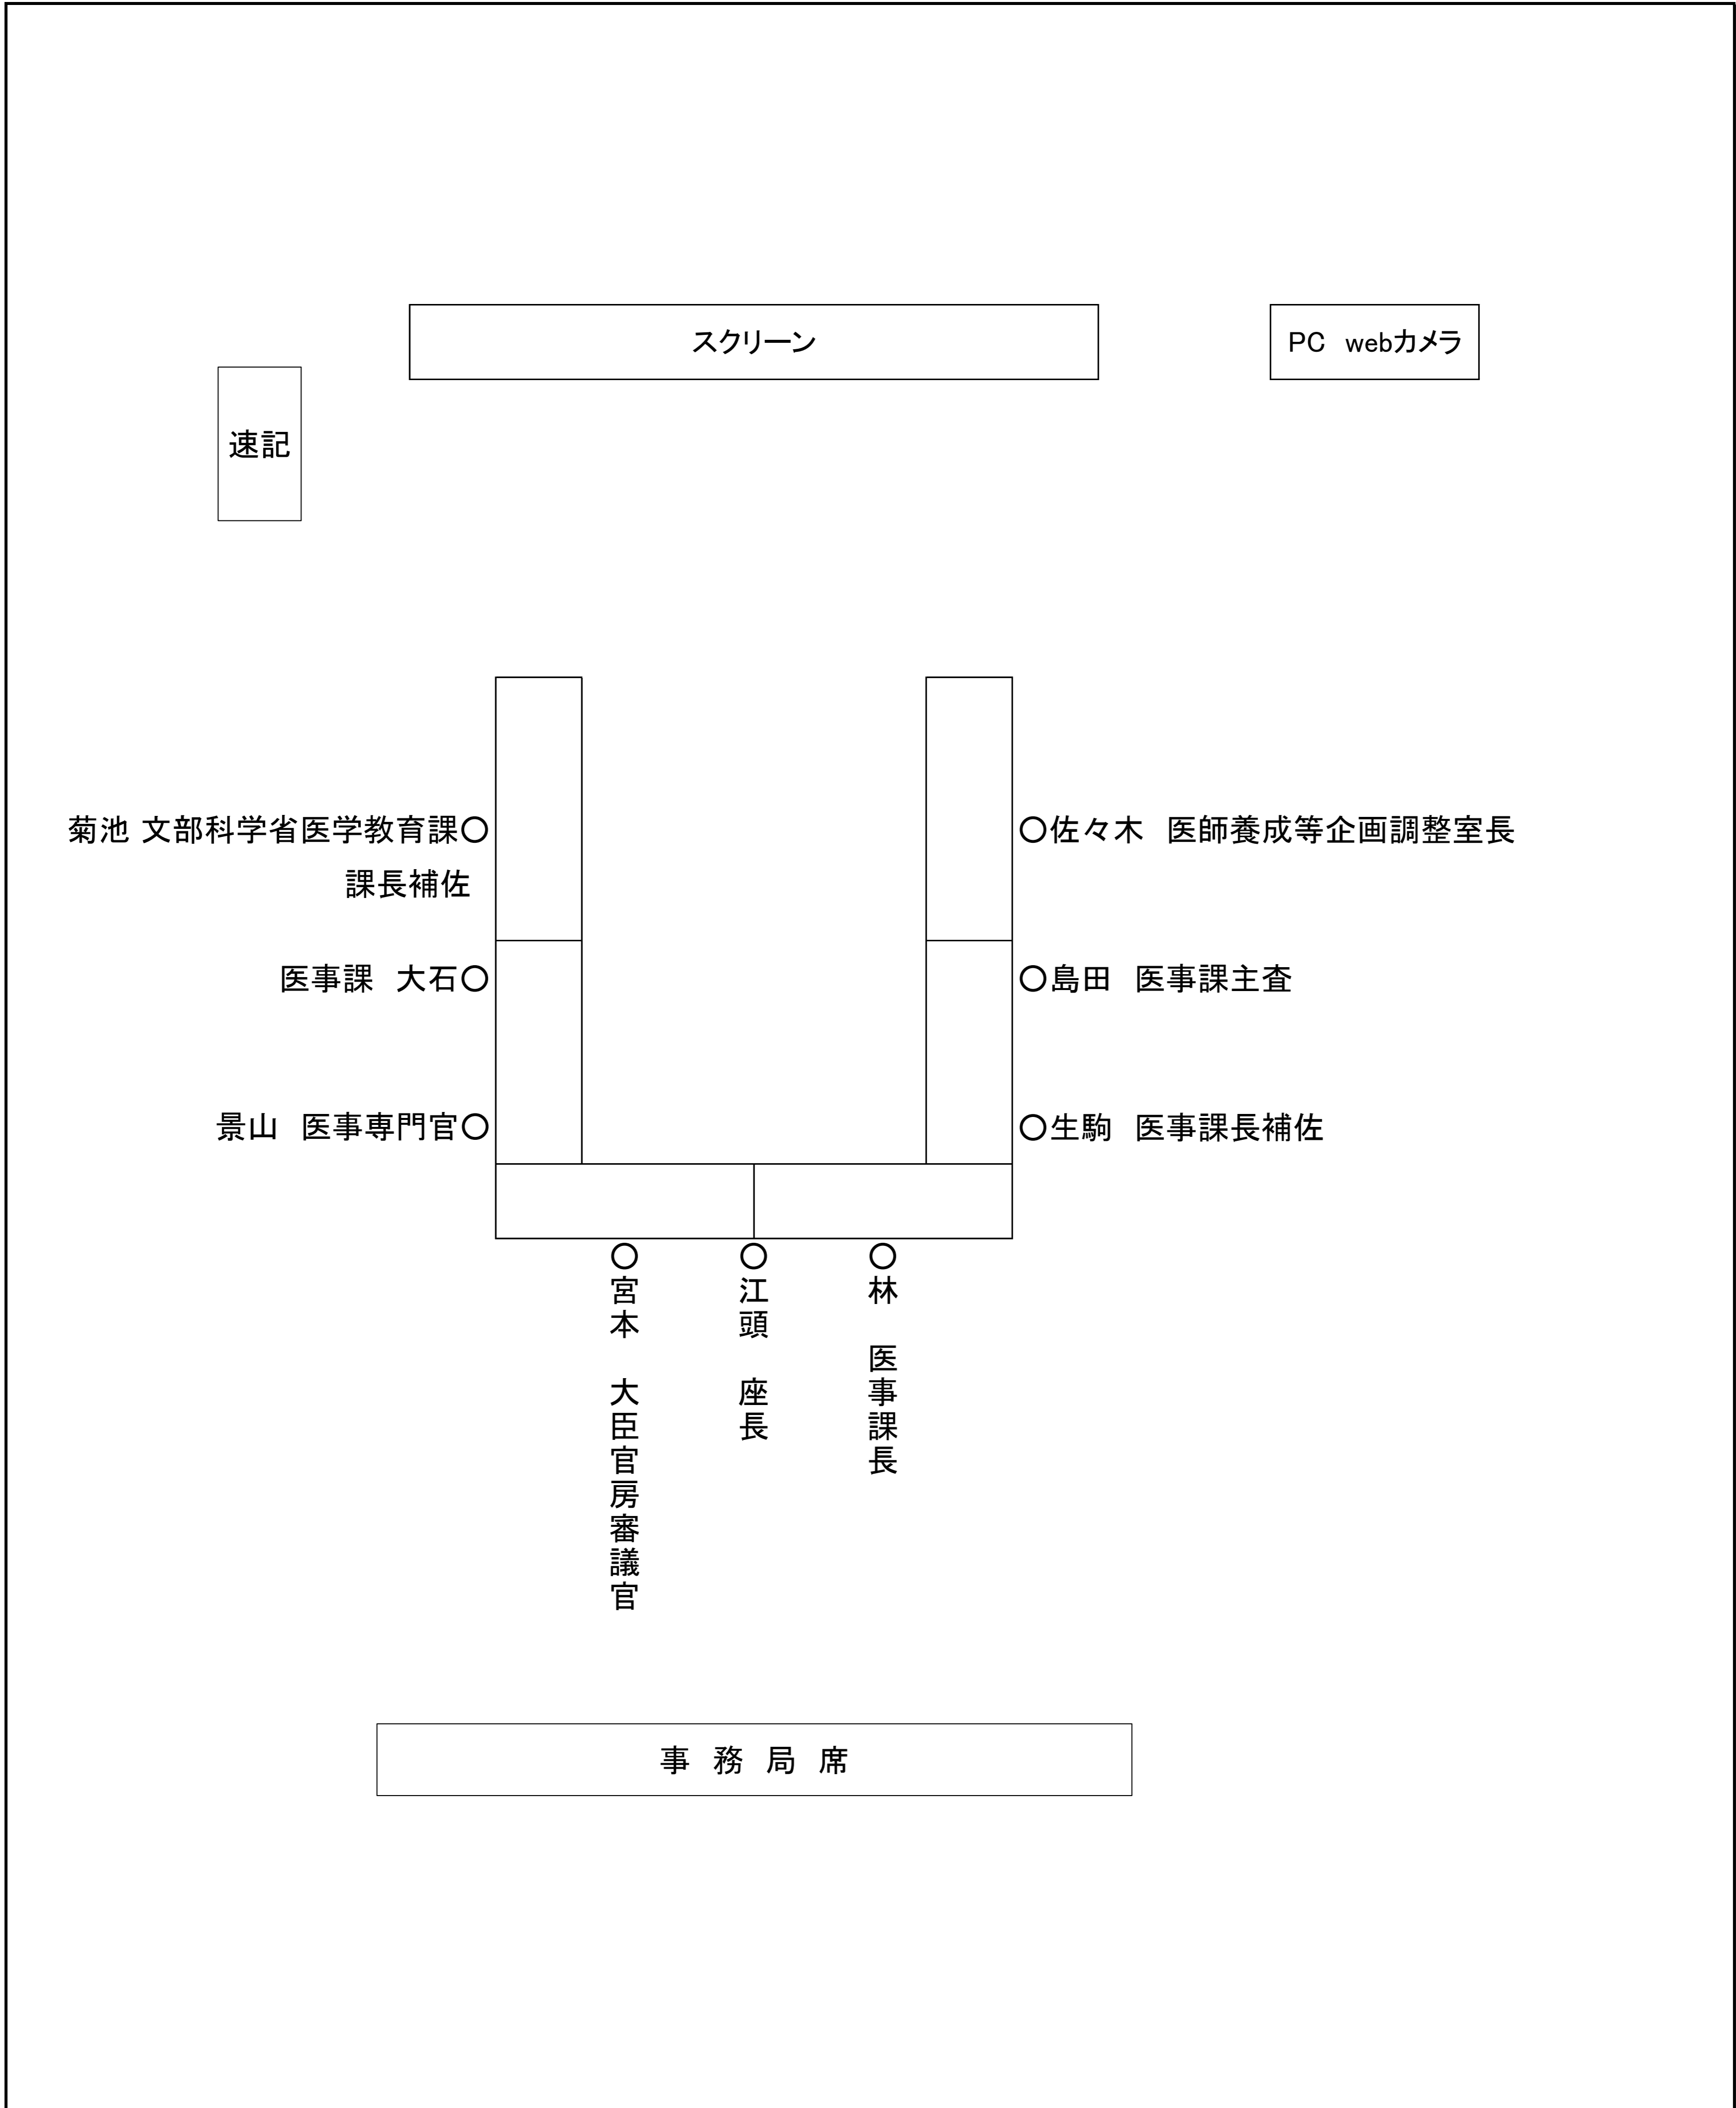 スクリーン
PC　webカメラ
速記
菊池 文部科学省医学教育課○
課長補佐
○佐々木　医師養成等企画調整室長
医事課　大石○
○島田　医事課主査
景山　医事専門官○
○生駒　医事課長補佐
○宮本　大臣官房審議官
○江頭　座長
○林　医事課長
事　務　局　席